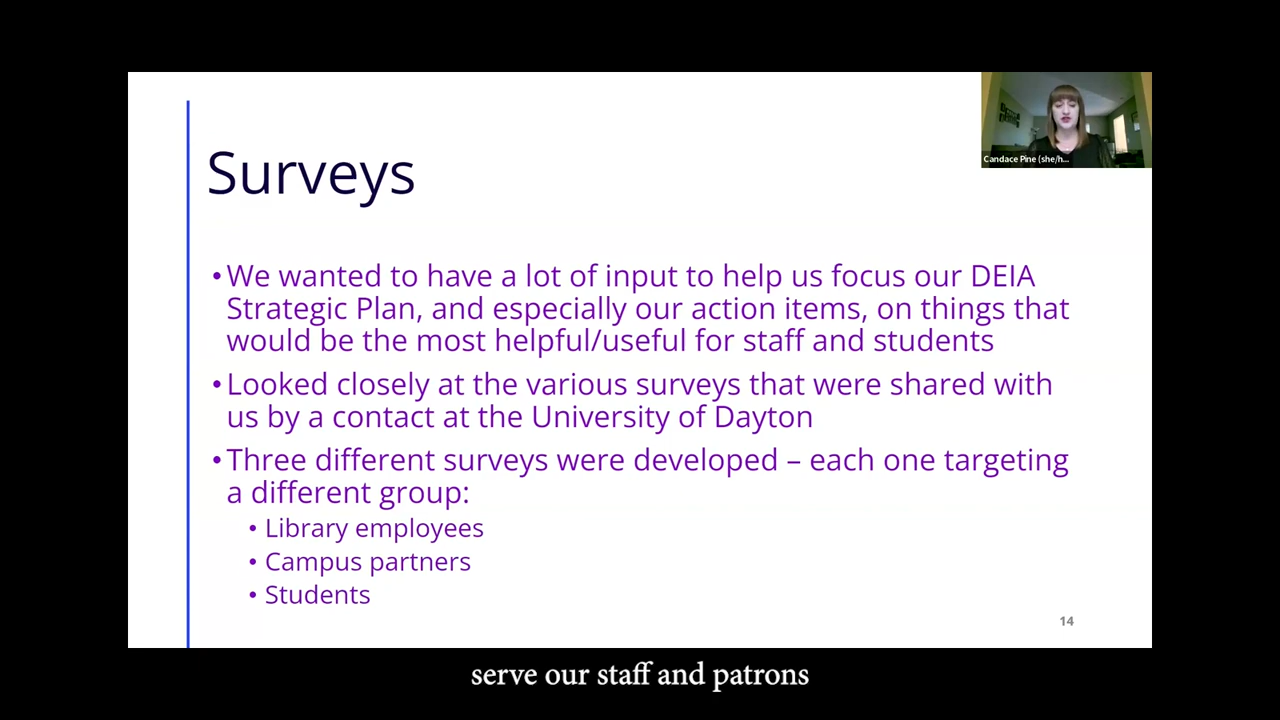 Candace Pine (she/h...
Surveys
•We wanted to have a lot of input to help us focus our DEIA
Strategic Plan, and especially our action items, on things that
would be the most helpful/useful for staff and students
•Looked closely at the various surveys that were shared with
us by a contact at the University of Dayton
•Three different surveys were developed – each one targeting
a different group:
• Library employees
• Campus partners
• Students
14
serve our staff and patrons